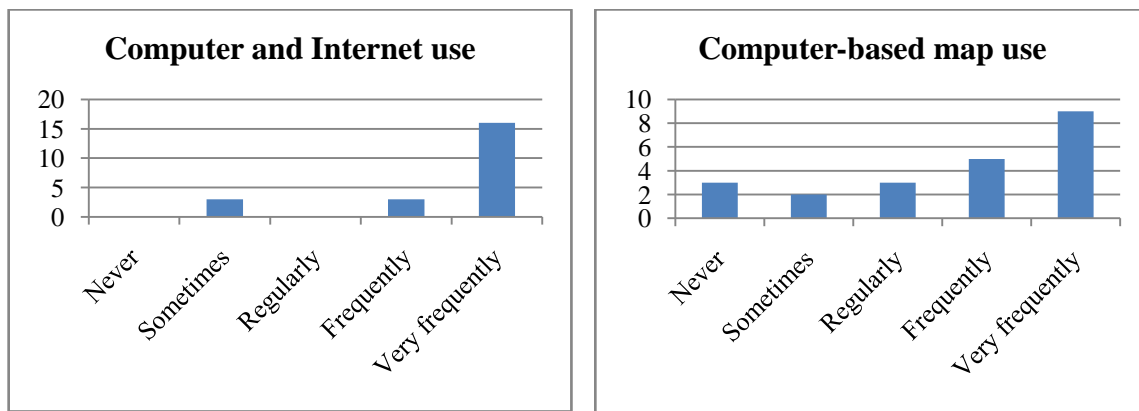 Computer and Internet use
20
15
10
5
0
Never
Sometimes
Regularly
Frequently
Very frequently
Computer-based map use
10
8
6
4
2
0
Never
Sometimes
Regularly
Frequently
Very frequently